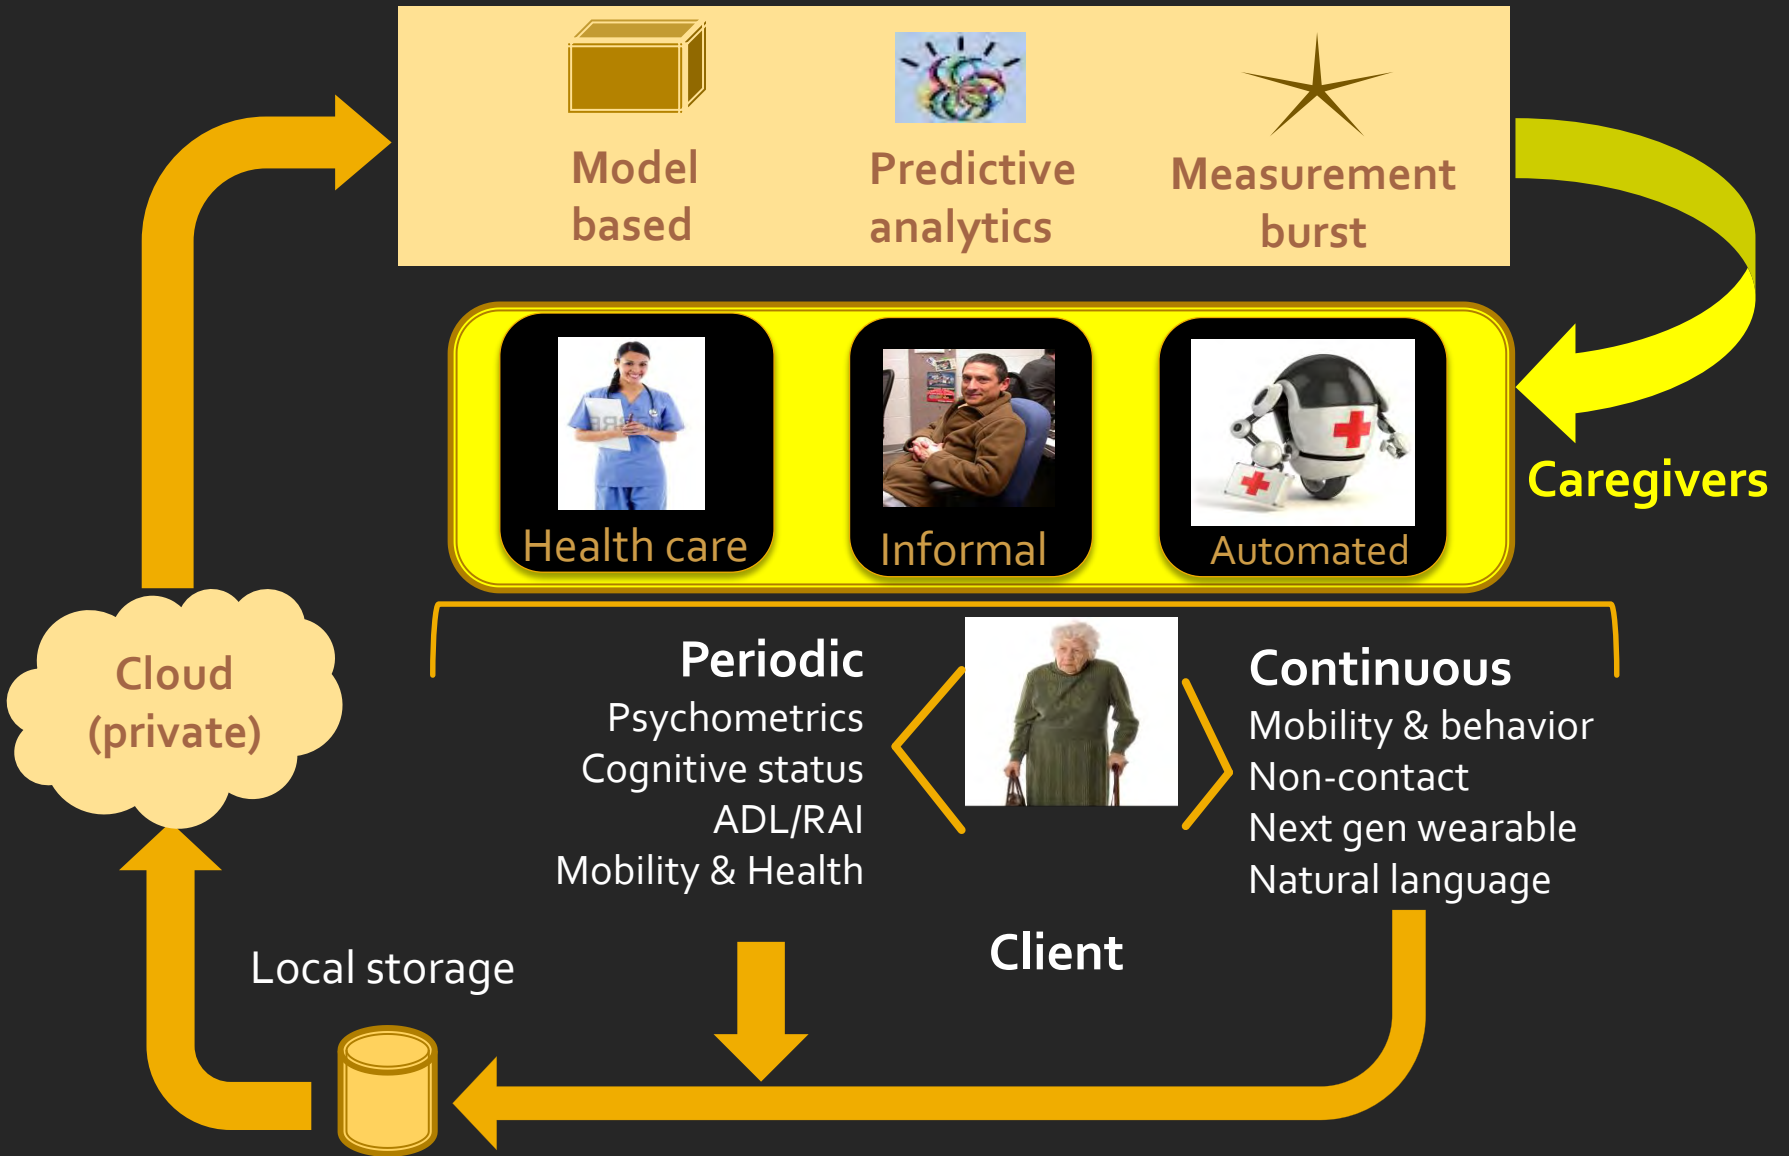 Model
based
Predictive
analytics
Measurement
burst
Health care
Informal
Automated
Caregivers
Cloud
(private)
Periodic
Psychometrics
Cognitive status
ADL/RAI
Mobility & Health
Continuous
Mobility & behavior
Non-contact
Next gen wearable
Natural language
Client
Local storage